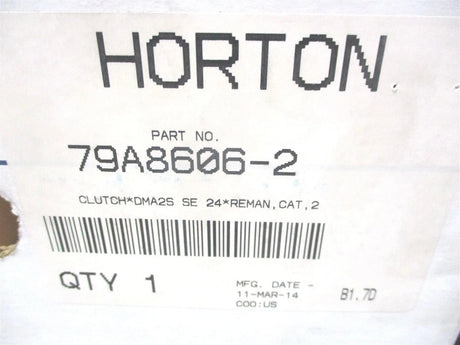 HORTON
PART NO.
79A8606-2
CLUTCH*DMA2S SE 24*REMAN,CAT,2
QTY 1
MFG. DATE -
11-MAR-14
COO:US
B1.7D